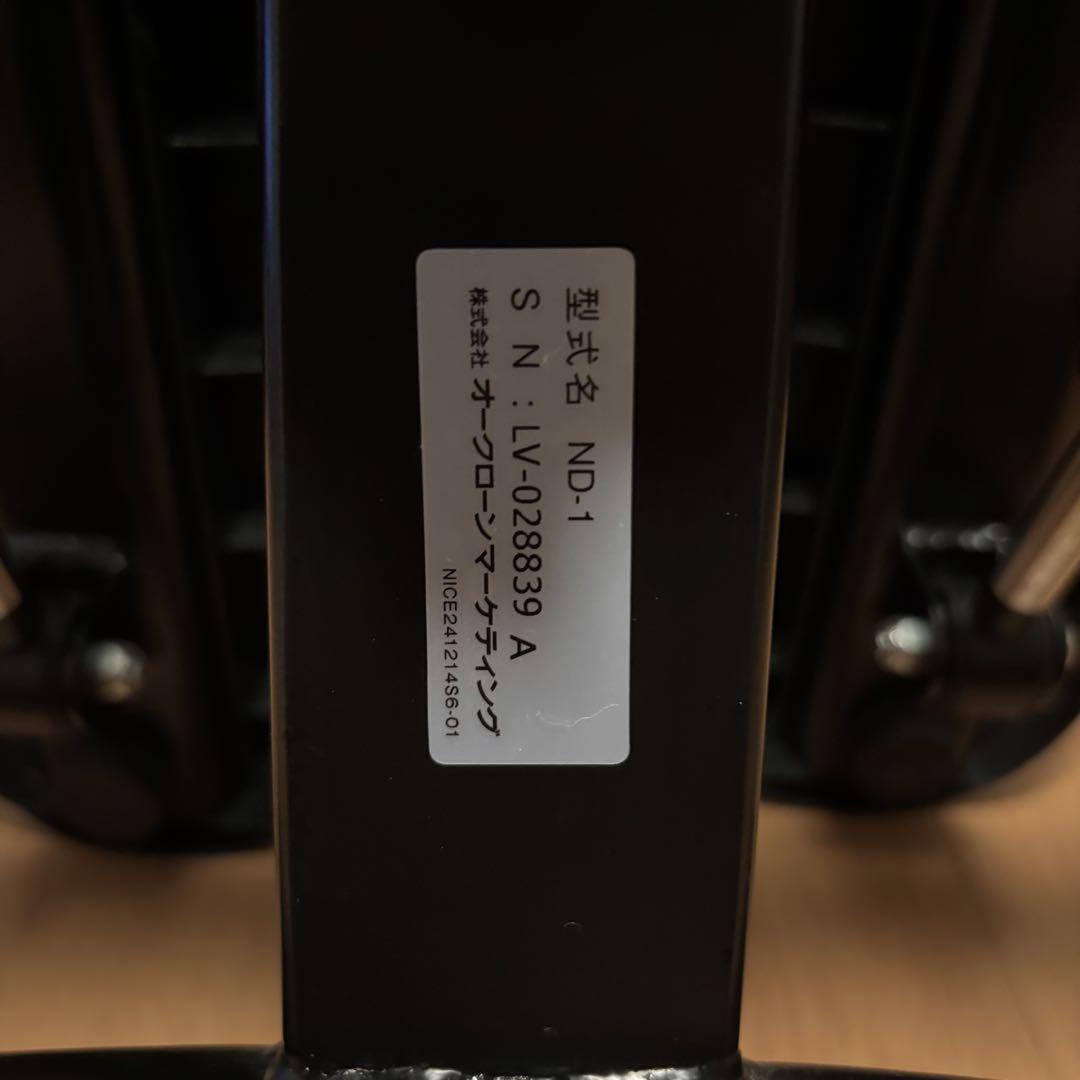 型式名 ND-1
S N : LV-028839 A
株式会社 オークローンマーケティング
NICE241214S6-01